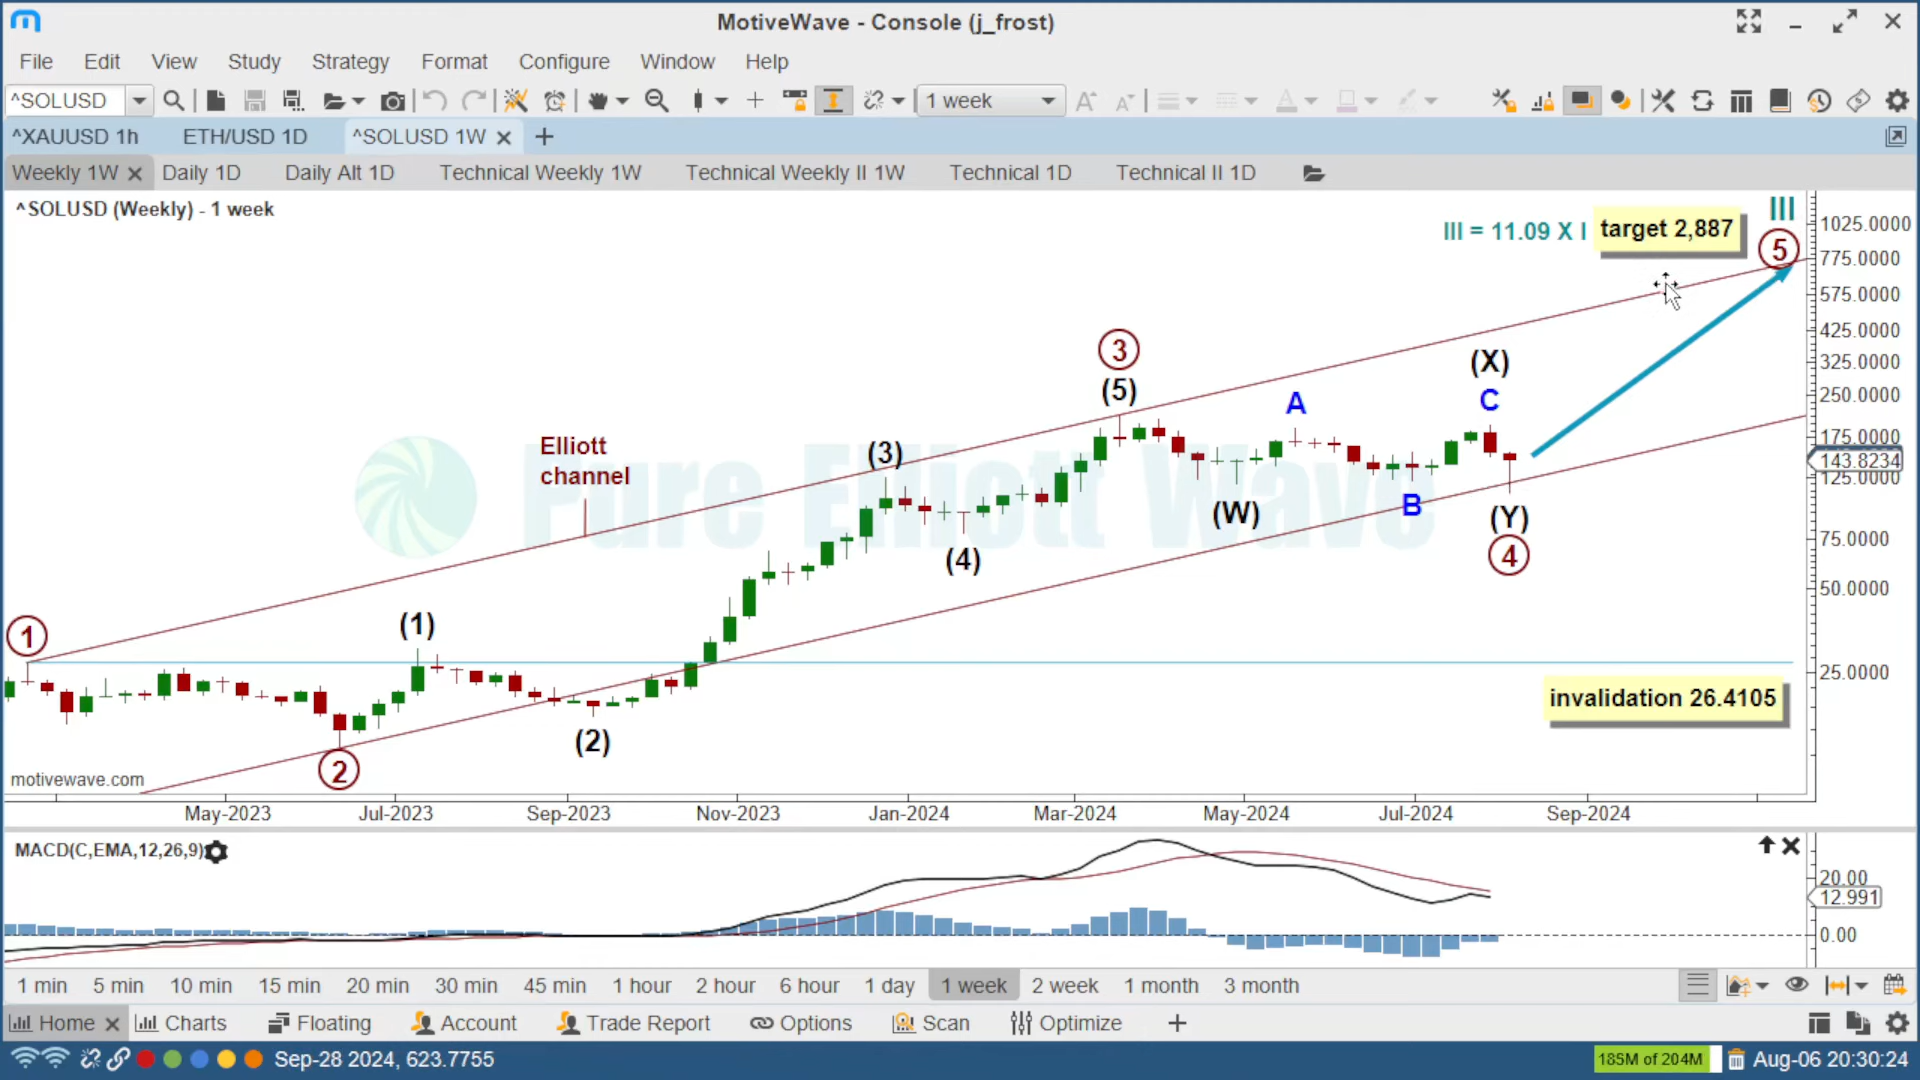 MotiveWave - Console (j_frost)
File Edit View Study Strategy Format Configure Window Help
^SOLUSD 1 week
^XAUUSD 1h ETH/USD 1D ^SOLUSD 1W
Weekly 1W Daily 1D Daily Alt 1D Technical Weekly 1W Technical Weekly II 1W Technical 1D Technical II 1D
^SOLUSD (Weekly) - 1 week
III
III = 11.09 X I target 2,887
5
1025.0000
775.0000
575.0000
425.0000
325.0000
250.0000
175.0000
143.8234
125.0000
75.0000
50.0000
25.0000
3
(5)
(X)
A
C
Elliott
channel
(3)
Pure Elliott Wave
B
(W)
(Y)
(4)
4
1
(1)
invalidation 26.4105
(2)
2
motivewave.com
May-2023 Jul-2023 Sep-2023 Nov-2023 Jan-2024 Mar-2024 May-2024 Jul-2024 Sep-2024
MACD(C,EMA,12,26,9)
20.00
12.991
0.00
1 min 5 min 10 min 15 min 20 min 30 min 45 min 1 hour 2 hour 6 hour 1 day 1 week 2 week 1 month 3 month
Home Charts Floating Account Trade Report Options Scan Optimize
Sep-28 2024, 623.7755 185M of 204M Aug-06 20:30:24